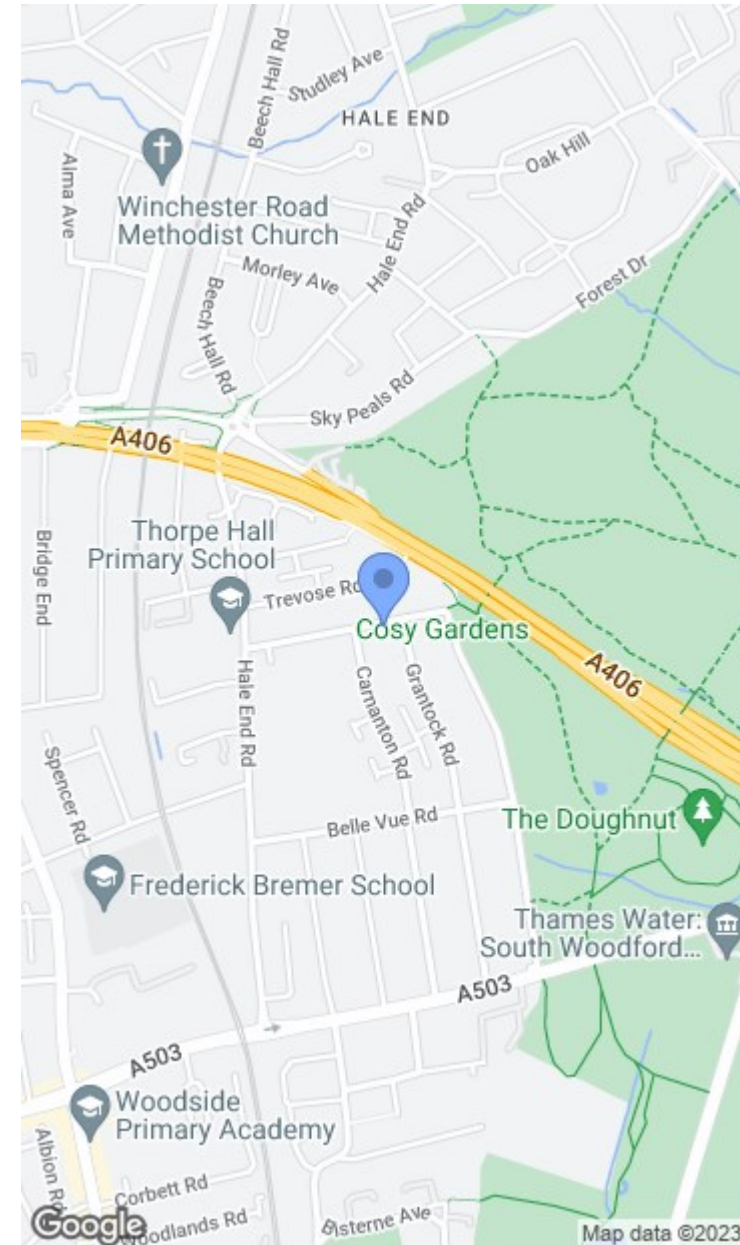 Studley Ave
Beech Hall Rd
HALE END
Oak Hill
Alma Ave
Winchester Road
Methodist Church
Hale End Rd
Morley Ave
Forest Dr
Beech Hall Rd
Sky Peals Rd
A406
Bridge End
Thorpe Hall
Primary School
Trevose Rd
Cosy Gardens
A406
Hale End Rd
Carnanton Rd
Grantock Rd
Spencer Rd
Belle Vue Rd
The Doughnut
Frederick Bremer School
Thames Water:
South Woodford...
A503
A503
Woodside
Primary Academy
Albion Rd
Corbett Rd
Woodlands Rd
Bisterne Ave
Google
Map data ©2023